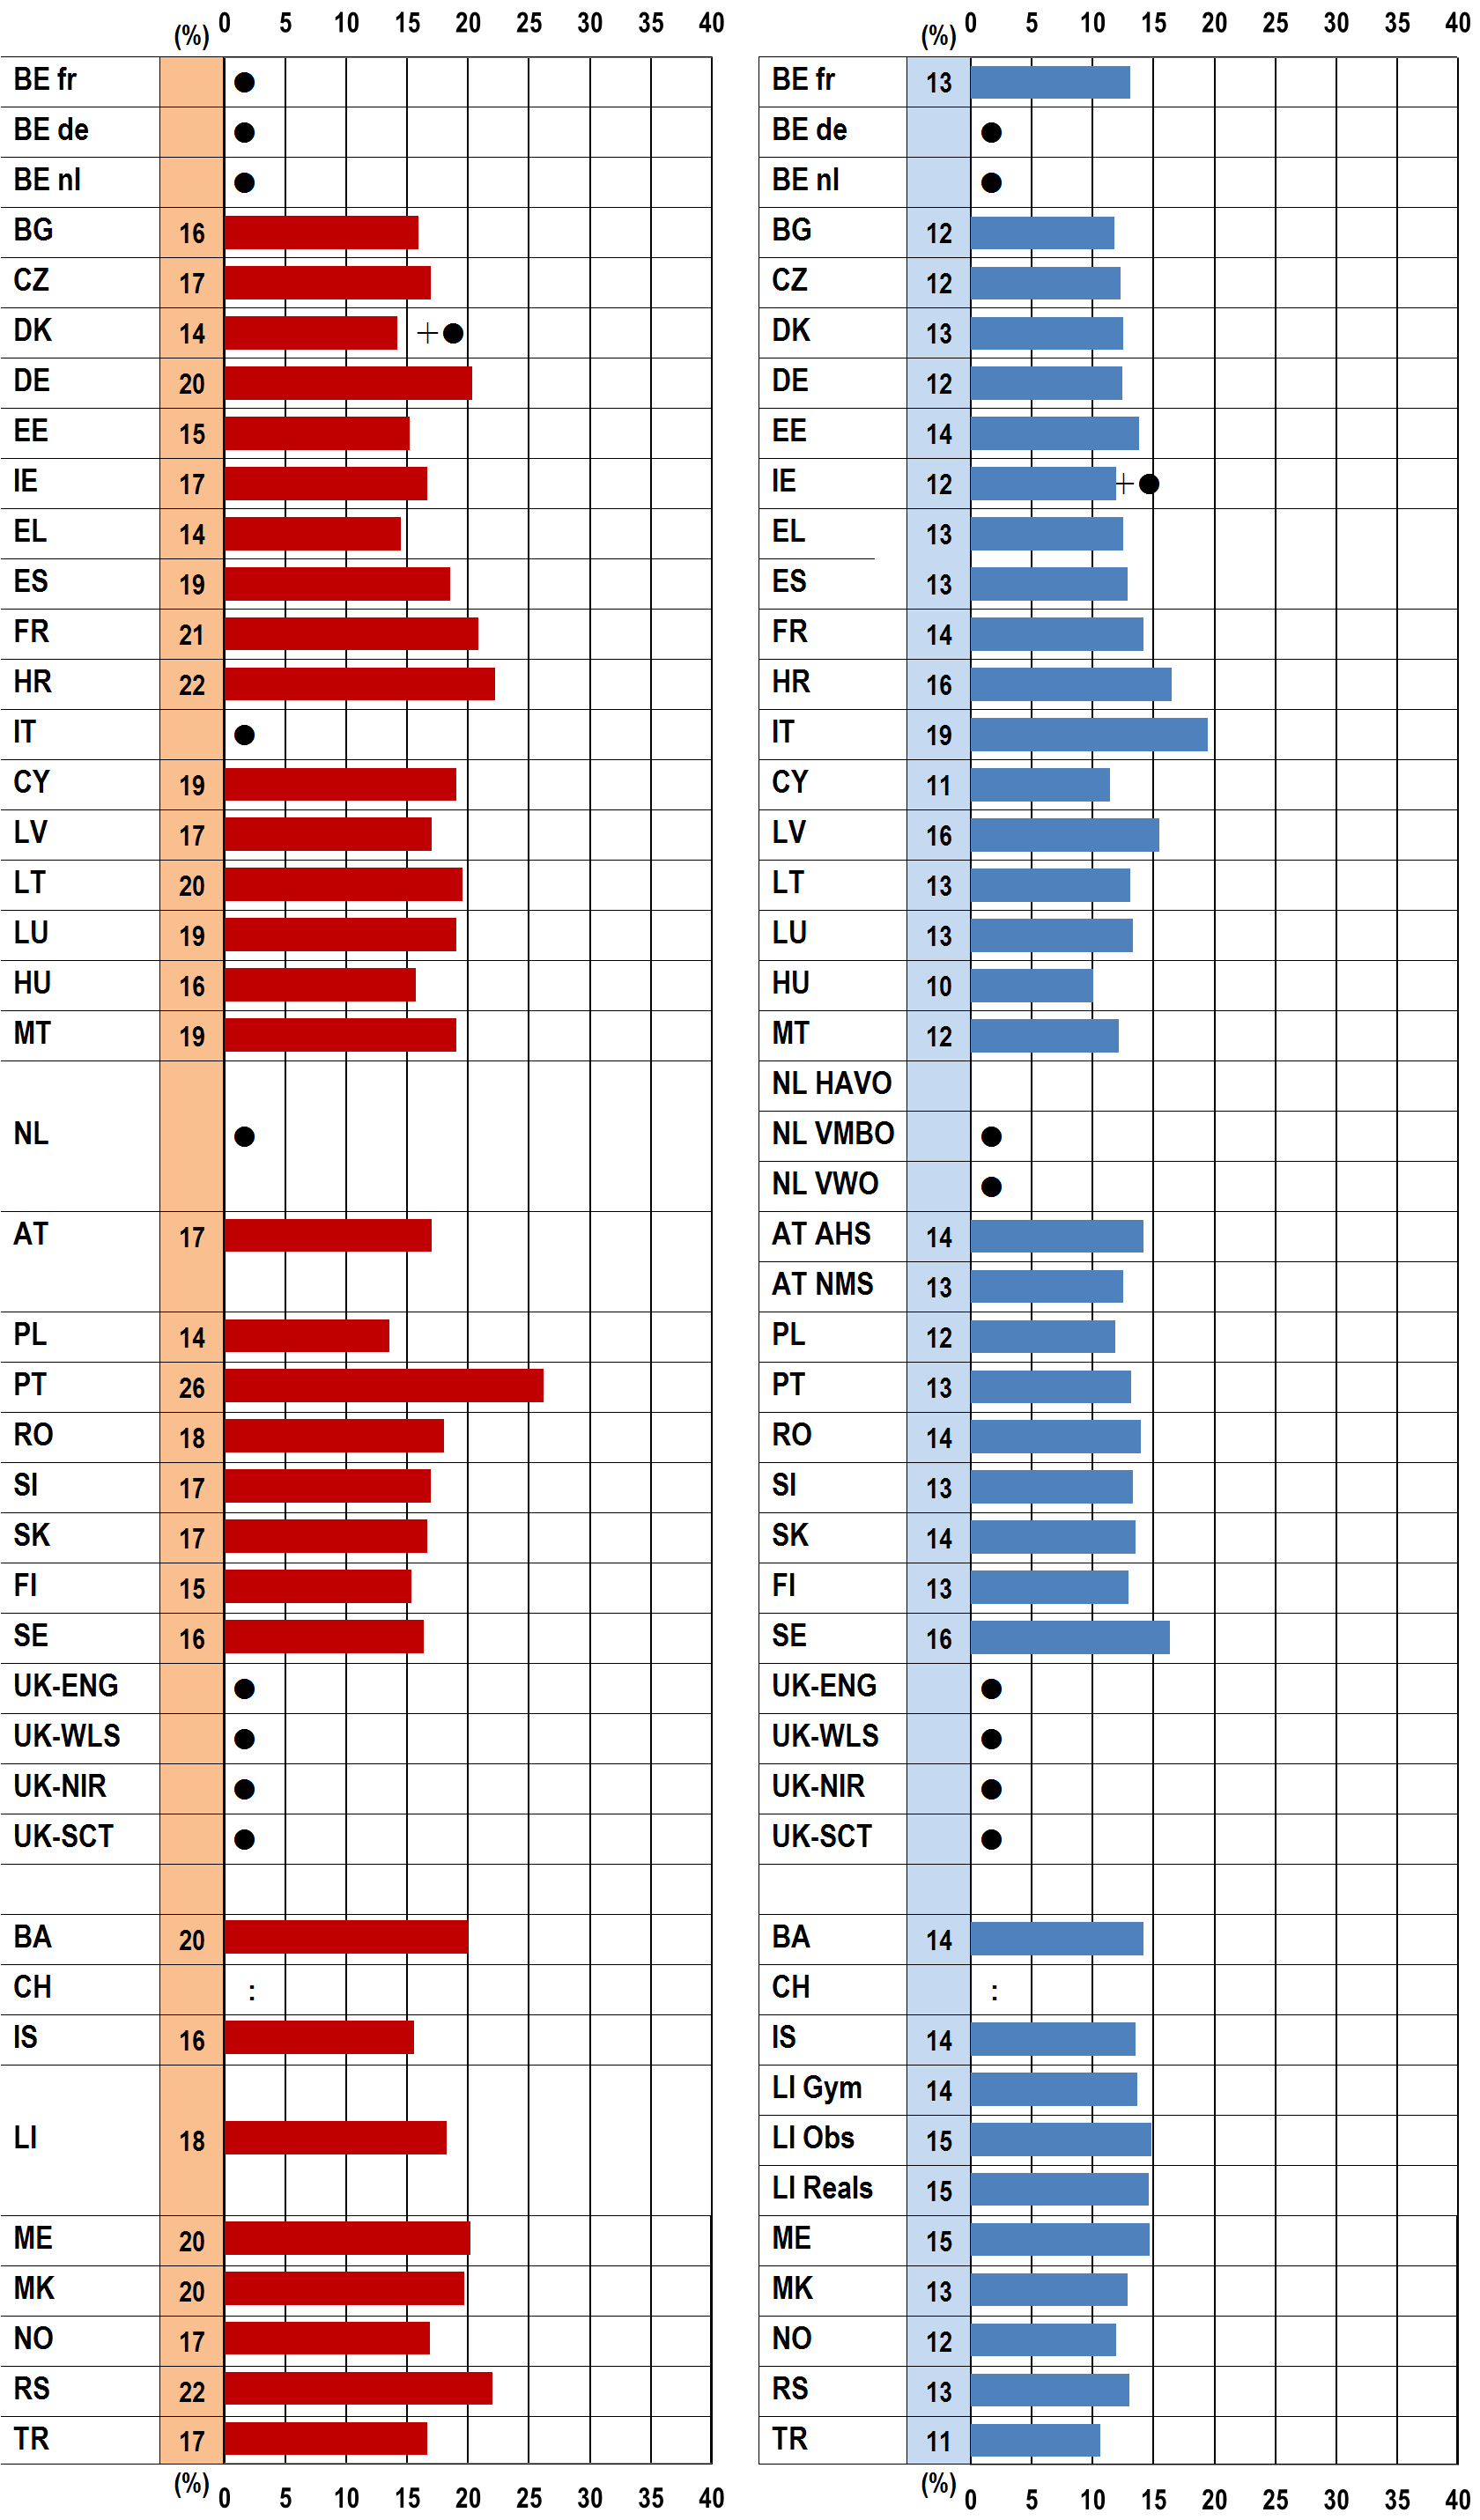 (%) 0 5 10 15 20 25 30 35 40 (%) 0 5 10 15 20 25 30 35 40
BE fr ● BE fr 13
BE de ● BE de ●
BE nl ● BE nl ●
BG 16 BG 12
CZ 17 CZ 12
DK 14 +● DK 13
DE 20 DE 12
EE 15 EE 14
IE 17 IE 12 +●
EL 14 EL 13
ES 19 ES 13
FR 21 FR 14
HR 22 HR 16
IT ● IT 19
CY 19 CY 11
LV 17 LV 16
LT 20 LT 13
LU 19 LU 13
HU 16 HU 10
MT 19 MT 12
NL HAVO
NL ● NL VMBO ●
NL VWO ●
AT 17 AT AHS 14
AT NMS 13
PL 14 PL 12
PT 26 PT 13
RO 18 RO 14
SI 17 SI 13
SK 17 SK 14
FI 15 FI 13
SE 16 SE 16
UK-ENG ● UK-ENG ●
UK-WLS ● UK-WLS ●
UK-NIR ● UK-NIR ●
UK-SCT ● UK-SCT ●
BA 20 BA 14
CH : CH :
IS 16 IS 14
LI Gym 14
LI 18 LI Obs 15
LI Reals 15
ME 20 ME 15
MK 20 MK 13
NO 17 NO 12
RS 22 RS 13
TR 17 TR 11
(%) 0 5 10 15 20 25 30 35 40 (%) 0 5 10 15 20 25 30 35 40